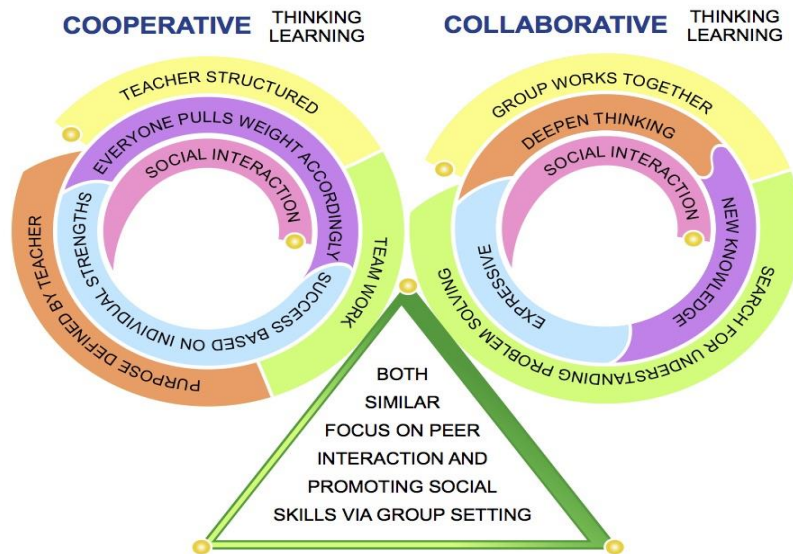 COOPERATIVE
THINKING
LEARNING
TEACHER STRUCTURED
EVERYONE PULLS WEIGHT ACCORDINGLY
SOCIAL INTERACTION
TEAM WORK
SUCCESS BASED ON INDIVIDUAL STRENGTHS
PURPOSE DEFINED BY TEACHER
COLLABORATIVE
THINKING
LEARNING
GROUP WORKS TOGETHER
DEEPEN THINKING
SOCIAL INTERACTION
NEW KNOWLEDGE
EXPRESSIVE
SEARCH FOR UNDERSTANDING PROBLEM SOLVING
BOTH
SIMILAR
FOCUS ON PEER
INTERACTION AND
PROMOTING SOCIAL
SKILLS VIA GROUP SETTING